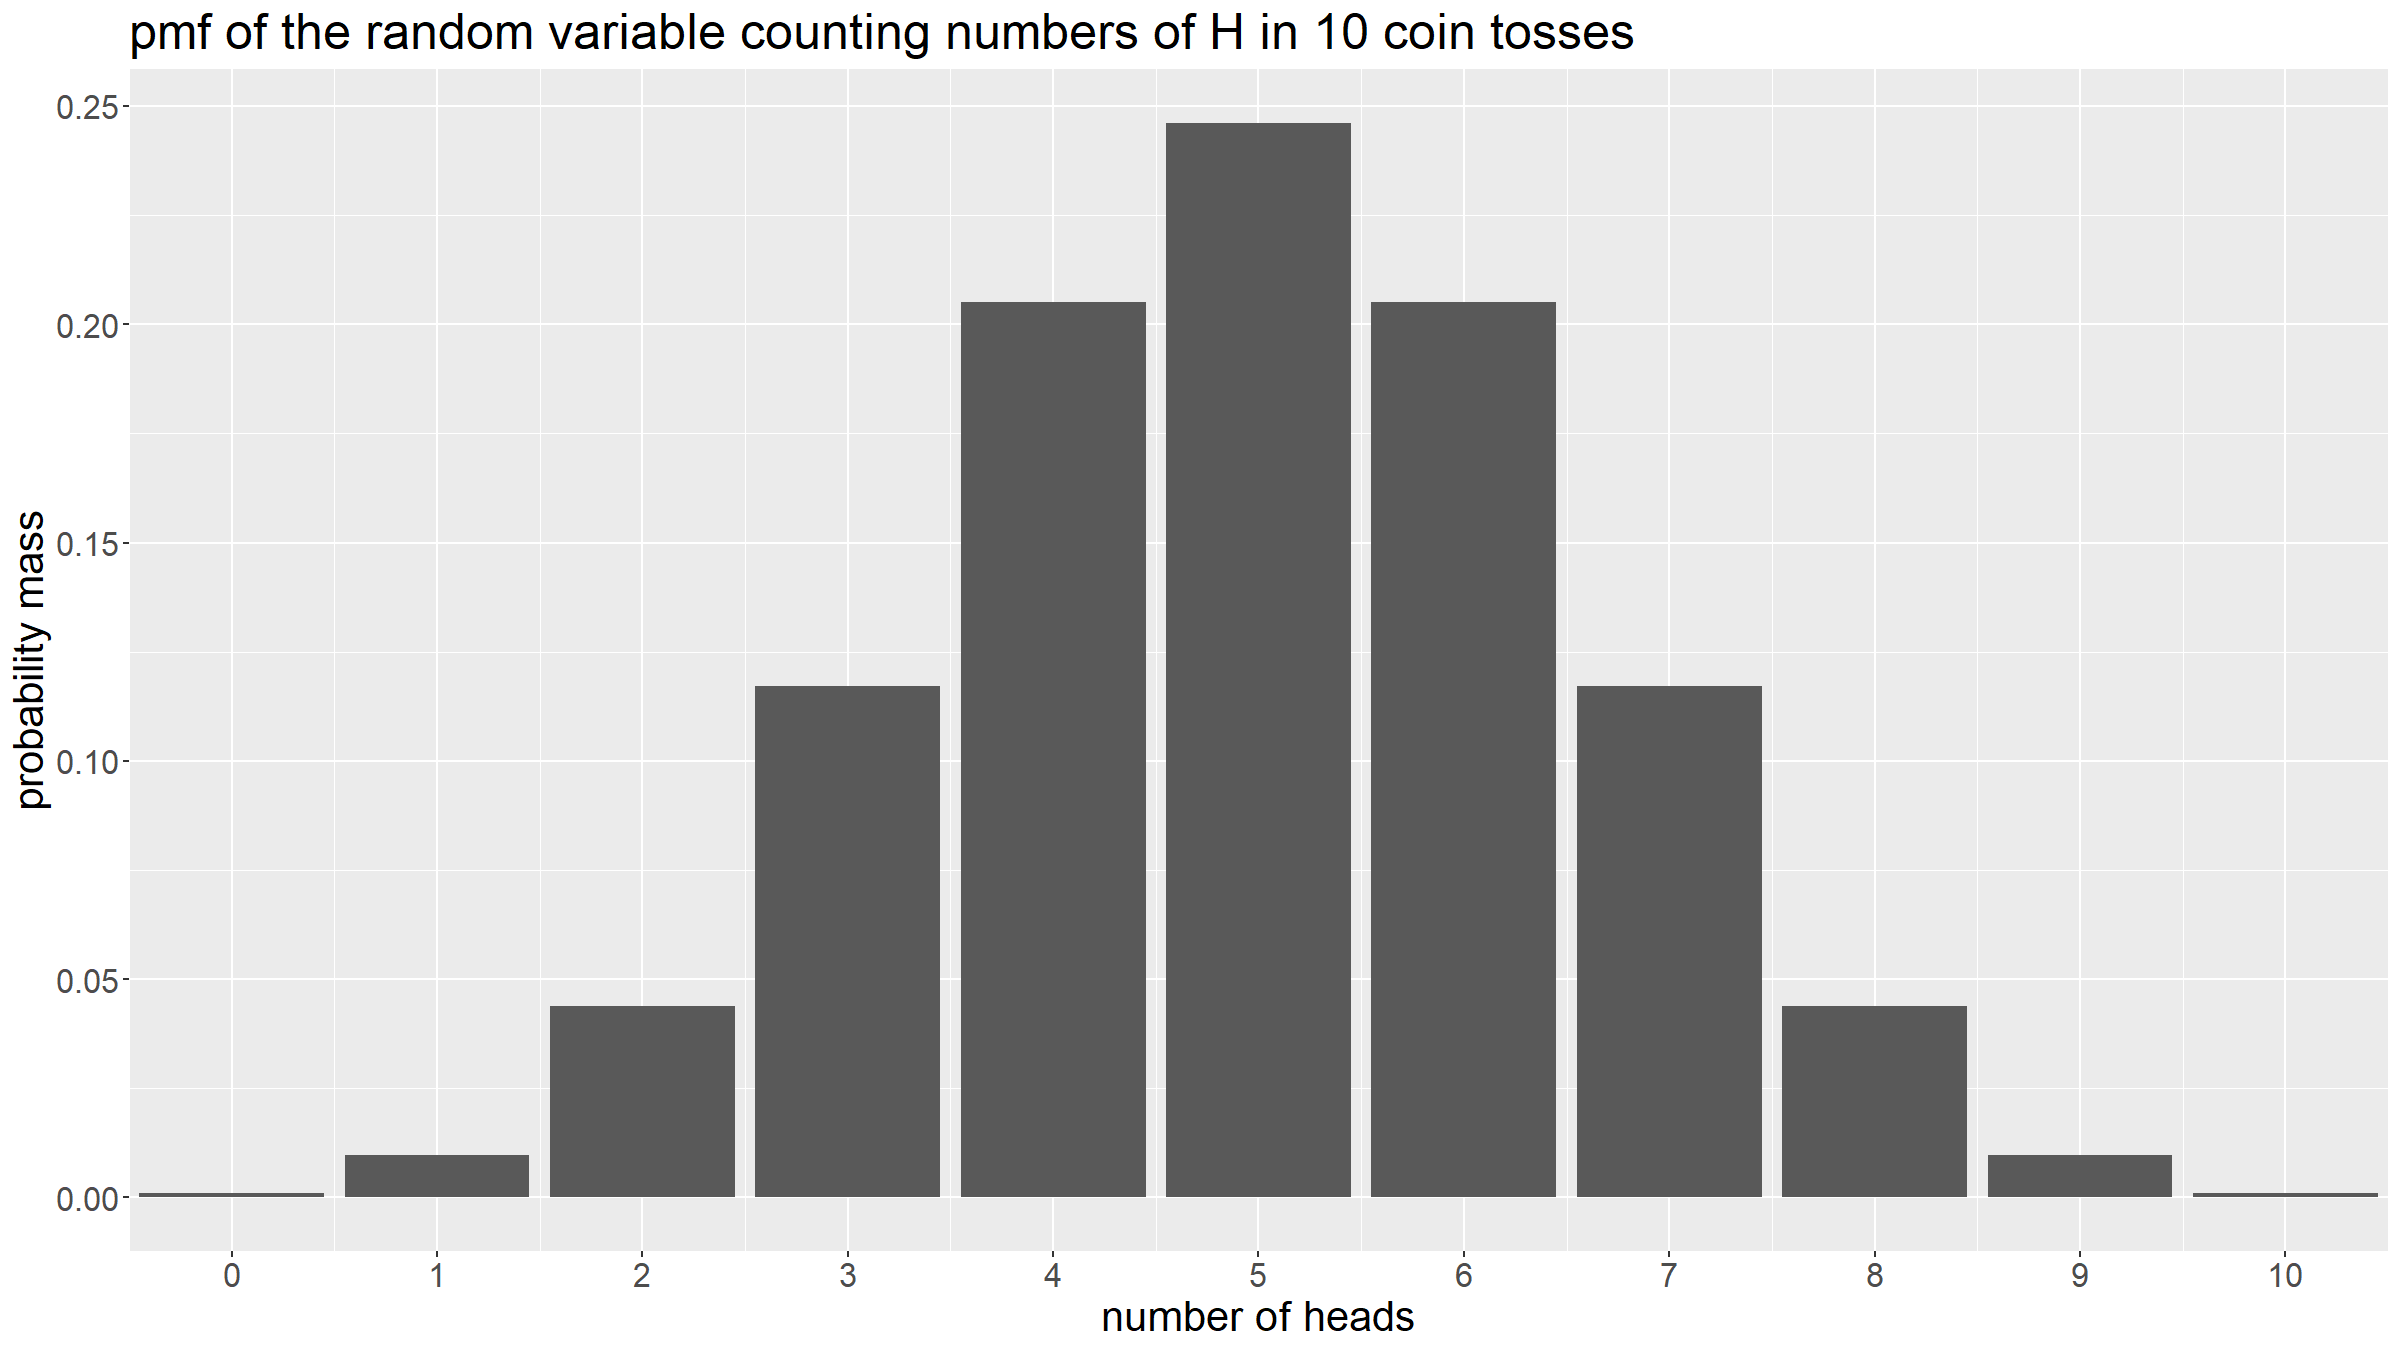 pmf of the random variable counting numbers of H in 10 coin tosses
0.25
0.20
0.15
0.10
0.05
0.00
probability mass
0 1 2 3 4 5 6 7 8 9 10
number of heads